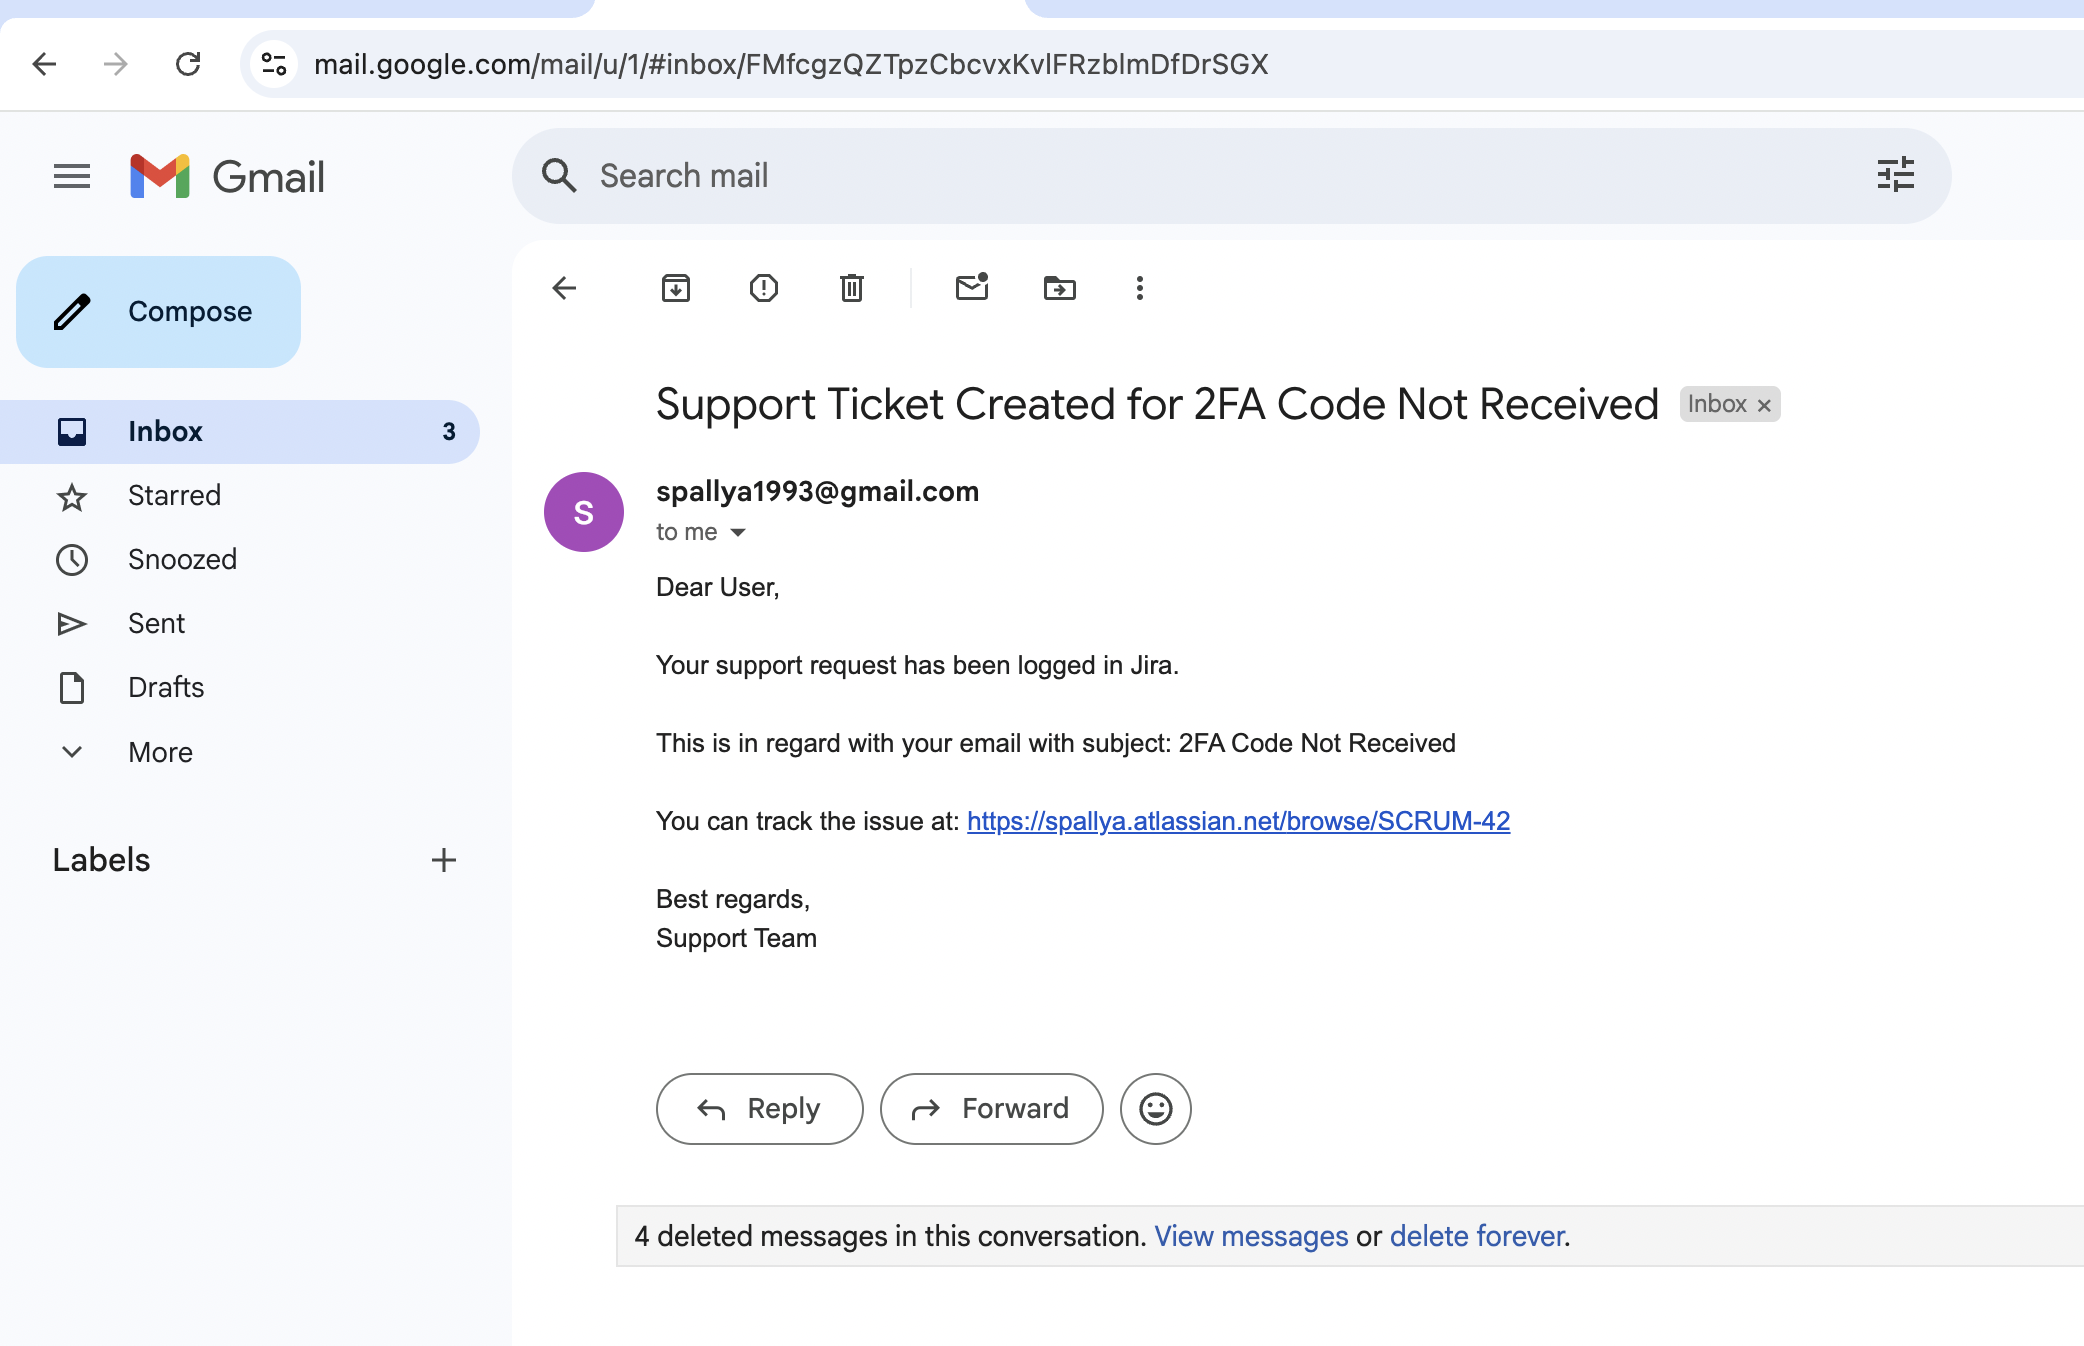 mail.google.com/mail/u/1/#inbox/FMfcgzQZTpzCbcvxKvlFRzblmDfDrSGX
Gmail
Search mail
Compose
Inbox 3
Starred
Snoozed
Sent
Drafts
More
Labels
Support Ticket Created for 2FA Code Not Received Inbox ×
S
spallya1993@gmail.com
to me
Dear User,
Your support request has been logged in Jira.
This is in regard with your email with subject: 2FA Code Not Received
You can track the issue at: https://spallya.atlassian.net/browse/SCRUM-42
Best regards,
Support Team
Reply Forward
4 deleted messages in this conversation. View messages or delete forever.